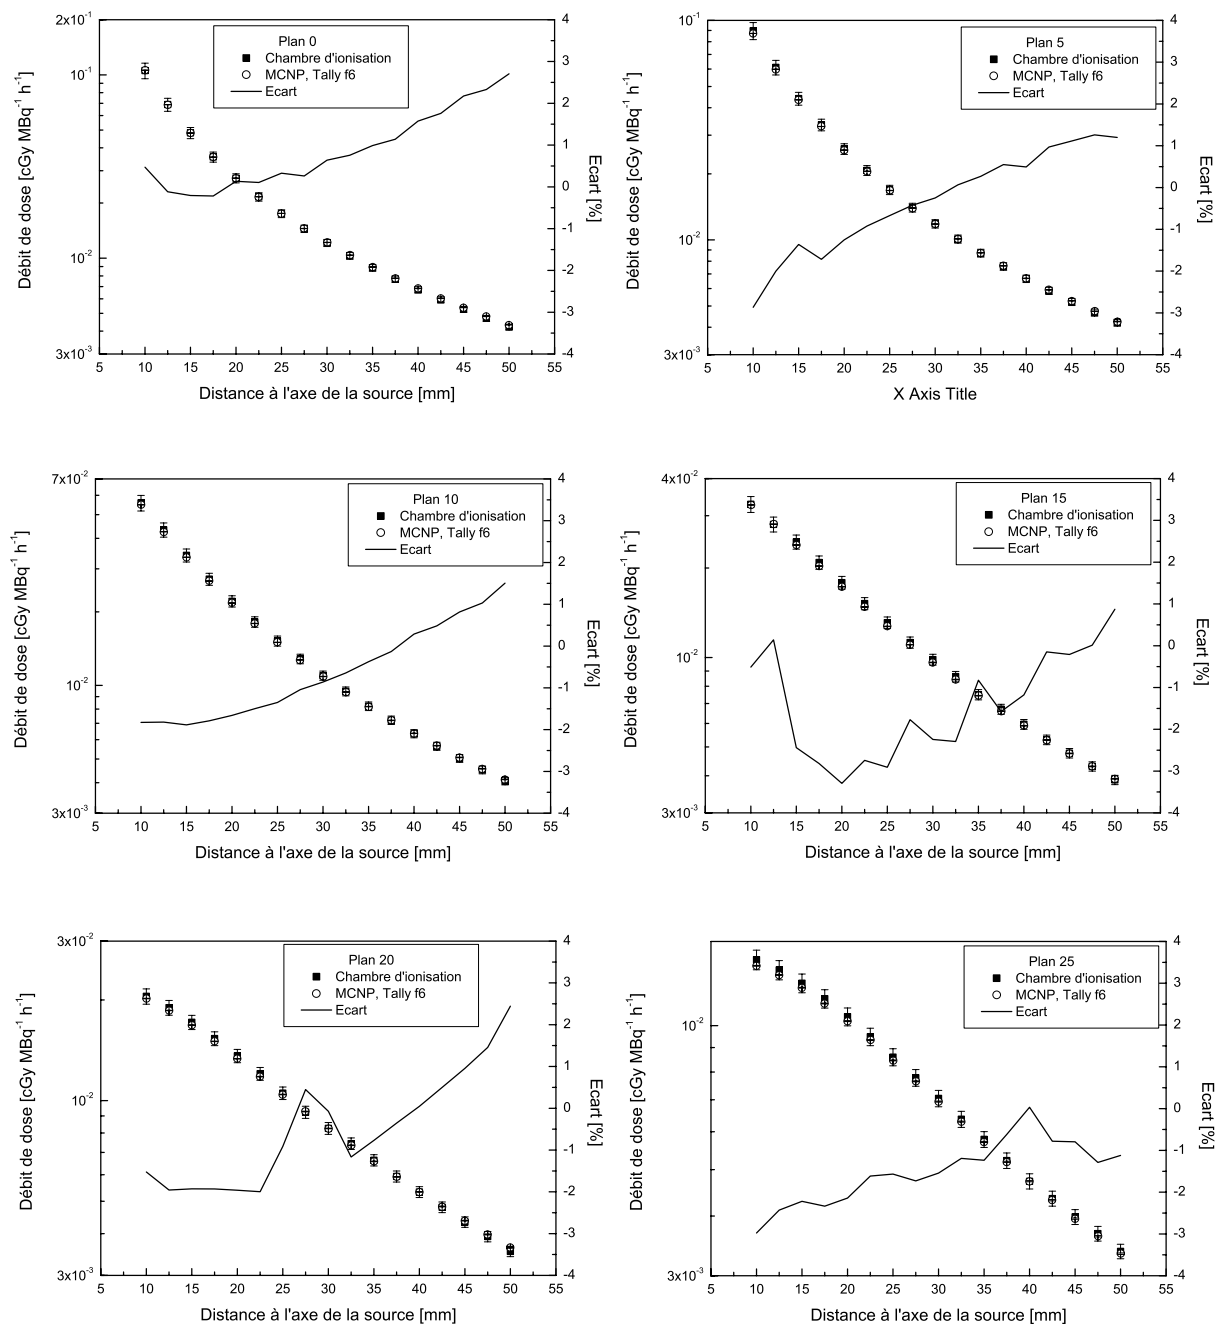 Plan 0
Chambre d'ionisation
MCNP, Tally f6
Ecart
2x10⁻¹
10⁻¹
10⁻²
3x10⁻³
4
3
2
1
0
-1
-2
-3
-4
5 10 15 20 25 30 35 40 45 50 55
Débit de dose [cGy MBq⁻¹ h⁻¹]
Ecart [%]
Distance à l'axe de la source [mm]
Plan 5
Chambre d'ionisation
MCNP, Tally f6
Ecart
10⁻¹
10⁻²
3x10⁻³
4
3
2
1
0
-1
-2
-3
-4
5 10 15 20 25 30 35 40 45 50 55
Débit de dose [cGy MBq⁻¹ h⁻¹]
Ecart [%]
X Axis Title
Plan 10
Chambre d'ionisation
MCNP, Tally f6
Ecart
7x10⁻²
10⁻²
3x10⁻³
4
3
2
1
0
-1
-2
-3
-4
5 10 15 20 25 30 35 40 45 50 55
Débit de dose [cGy MBq⁻¹ h⁻¹]
Ecart [%]
Distance à l'axe de la source [mm]
Plan 15
Chambre d'ionisation
MCNP, Tally f6
Ecart
4x10⁻²
10⁻²
3x10⁻³
4
3
2
1
0
-1
-2
-3
-4
5 10 15 20 25 30 35 40 45 50 55
Débit de dose [cGy MBq⁻¹ h⁻¹]
Ecart [%]
Distance à l'axe de la source [mm]
Plan 20
Chambre d'ionisation
MCNP, Tally f6
Ecart
3x10⁻²
10⁻²
3x10⁻³
4
3
2
1
0
-1
-2
-3
-4
5 10 15 20 25 30 35 40 45 50 55
Débit de dose [cGy MBq⁻¹ h⁻¹]
Ecart [%]
Distance à l'axe de la source [mm]
Plan 25
Chambre d'ionisation
MCNP, Tally f6
Ecart
10⁻²
3x10⁻³
4
3
2
1
0
-1
-2
-3
-4
5 10 15 20 25 30 35 40 45 50 55
Débit de dose [cGy MBq⁻¹ h⁻¹]
Ecart [%]
Distance à l'axe de la source [mm]